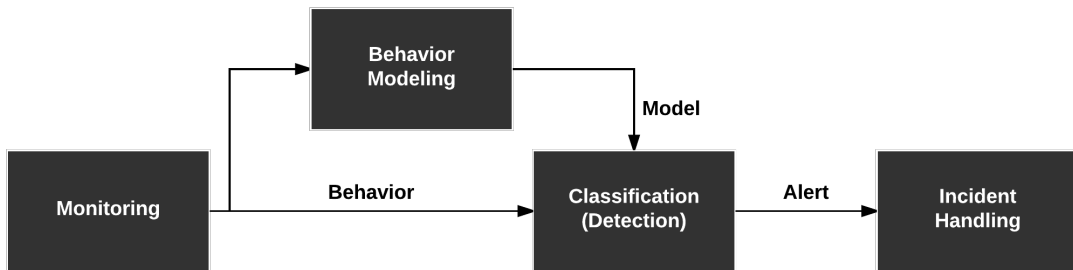 Behavior
Modeling
Model
Monitoring
Behavior
Classification
(Detection)
Alert
Incident
Handling